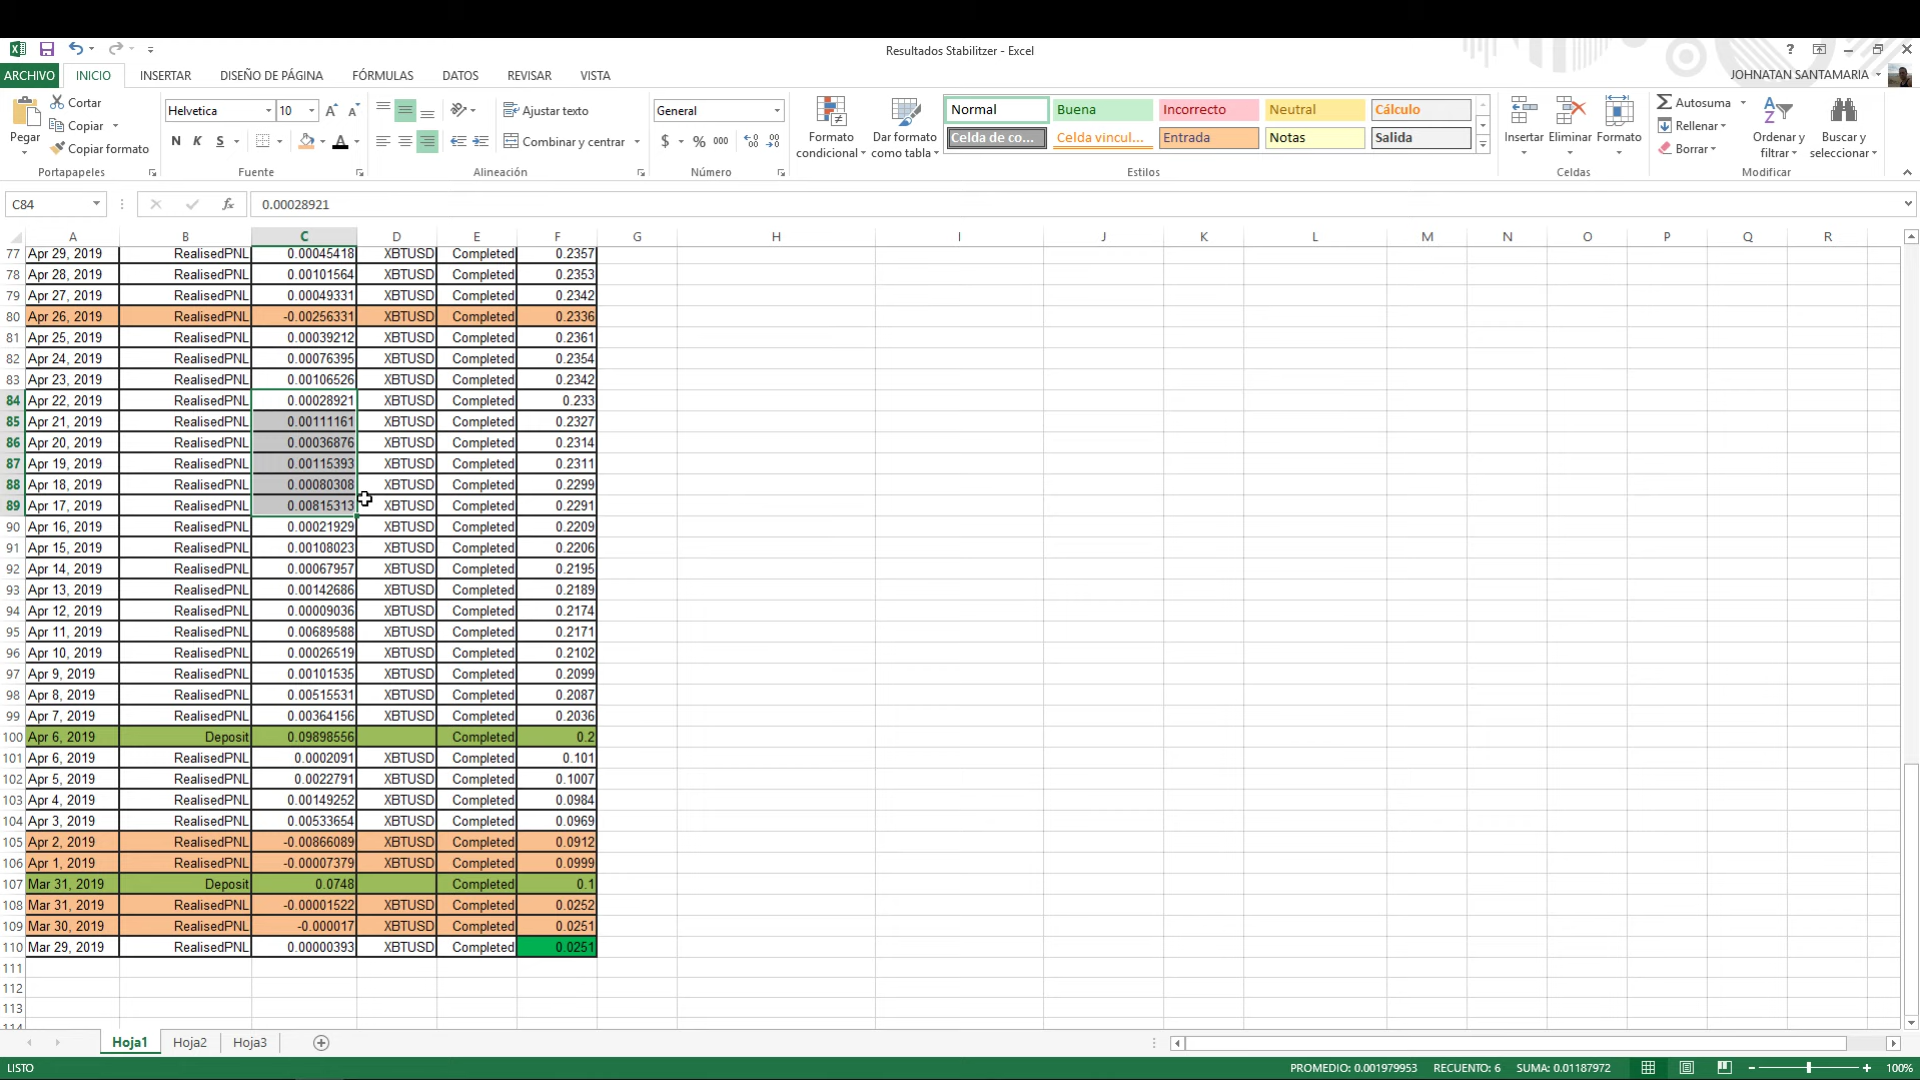 Resultados Stabilitzer - Excel
?
ARCHIVO INICIO INSERTAR DISEÑO DE PÁGINA FÓRMULAS DATOS REVISAR VISTA JOHNATAN SANTAMARIA
Pegar
Cortar
Copiar
Copiar formato
Portapapeles
Helvetica 10
N K S
Fuente
Ajustar texto
Combinar y centrar
Alineación
General
$ % 000
Número
Formato condicional
Dar formato como tabla
Normal Buena Incorrecto Neutral Cálculo
Celda de co... Celda vincul... Entrada Notas Salida
Estilos
Insertar Eliminar Formato
Celdas
Autosuma
Rellenar
Borrar
Ordenar y filtrar
Buscar y seleccionar
Modificar
C84 fx 0.00028921
A B C D E F G H I J K L M N O P Q R
77 Apr 29, 2019 RealisedPNL 0.00045418 XBTUSD Completed 0.2357
78 Apr 28, 2019 RealisedPNL 0.00101564 XBTUSD Completed 0.2353
79 Apr 27, 2019 RealisedPNL 0.00049331 XBTUSD Completed 0.2342
80 Apr 26, 2019 RealisedPNL -0.00256331 XBTUSD Completed 0.2336
81 Apr 25, 2019 RealisedPNL 0.00039212 XBTUSD Completed 0.2361
82 Apr 24, 2019 RealisedPNL 0.00076395 XBTUSD Completed 0.2354
83 Apr 23, 2019 RealisedPNL 0.00106526 XBTUSD Completed 0.2342
84 Apr 22, 2019 RealisedPNL 0.00028921 XBTUSD Completed 0.233
85 Apr 21, 2019 RealisedPNL 0.00111161 XBTUSD Completed 0.2327
86 Apr 20, 2019 RealisedPNL 0.00036876 XBTUSD Completed 0.2314
87 Apr 19, 2019 RealisedPNL 0.00115393 XBTUSD Completed 0.2311
88 Apr 18, 2019 RealisedPNL 0.00080308 XBTUSD Completed 0.2299
89 Apr 17, 2019 RealisedPNL 0.00815313 XBTUSD Completed 0.2291
90 Apr 16, 2019 RealisedPNL 0.00021929 XBTUSD Completed 0.2209
91 Apr 15, 2019 RealisedPNL 0.00108023 XBTUSD Completed 0.2206
92 Apr 14, 2019 RealisedPNL 0.00067957 XBTUSD Completed 0.2195
93 Apr 13, 2019 RealisedPNL 0.00142686 XBTUSD Completed 0.2189
94 Apr 12, 2019 RealisedPNL 0.00009036 XBTUSD Completed 0.2174
95 Apr 11, 2019 RealisedPNL 0.00689588 XBTUSD Completed 0.2171
96 Apr 10, 2019 RealisedPNL 0.00026519 XBTUSD Completed 0.2102
97 Apr 9, 2019 RealisedPNL 0.00101535 XBTUSD Completed 0.2099
98 Apr 8, 2019 RealisedPNL 0.00515531 XBTUSD Completed 0.2087
99 Apr 7, 2019 RealisedPNL 0.00364156 XBTUSD Completed 0.2036
100 Apr 6, 2019 Deposit 0.09898556 Completed 0.2
101 Apr 6, 2019 RealisedPNL 0.0002091 XBTUSD Completed 0.101
102 Apr 5, 2019 RealisedPNL 0.0022791 XBTUSD Completed 0.1007
103 Apr 4, 2019 RealisedPNL 0.00149252 XBTUSD Completed 0.0984
104 Apr 3, 2019 RealisedPNL 0.00533654 XBTUSD Completed 0.0969
105 Apr 2, 2019 RealisedPNL -0.00866089 XBTUSD Completed 0.0912
106 Apr 1, 2019 RealisedPNL -0.00007379 XBTUSD Completed 0.0999
107 Mar 31, 2019 Deposit 0.0748 Completed 0.1
108 Mar 31, 2019 RealisedPNL -0.00001522 XBTUSD Completed 0.0252
109 Mar 30, 2019 RealisedPNL -0.000017 XBTUSD Completed 0.0251
110 Mar 29, 2019 RealisedPNL 0.00000393 XBTUSD Completed 0.0251
111
112
113
114
Hoja1 Hoja2 Hoja3
LISTO PROMEDIO: 0.001979953 RECUENTO: 6 SUMA: 0.01187972 100%